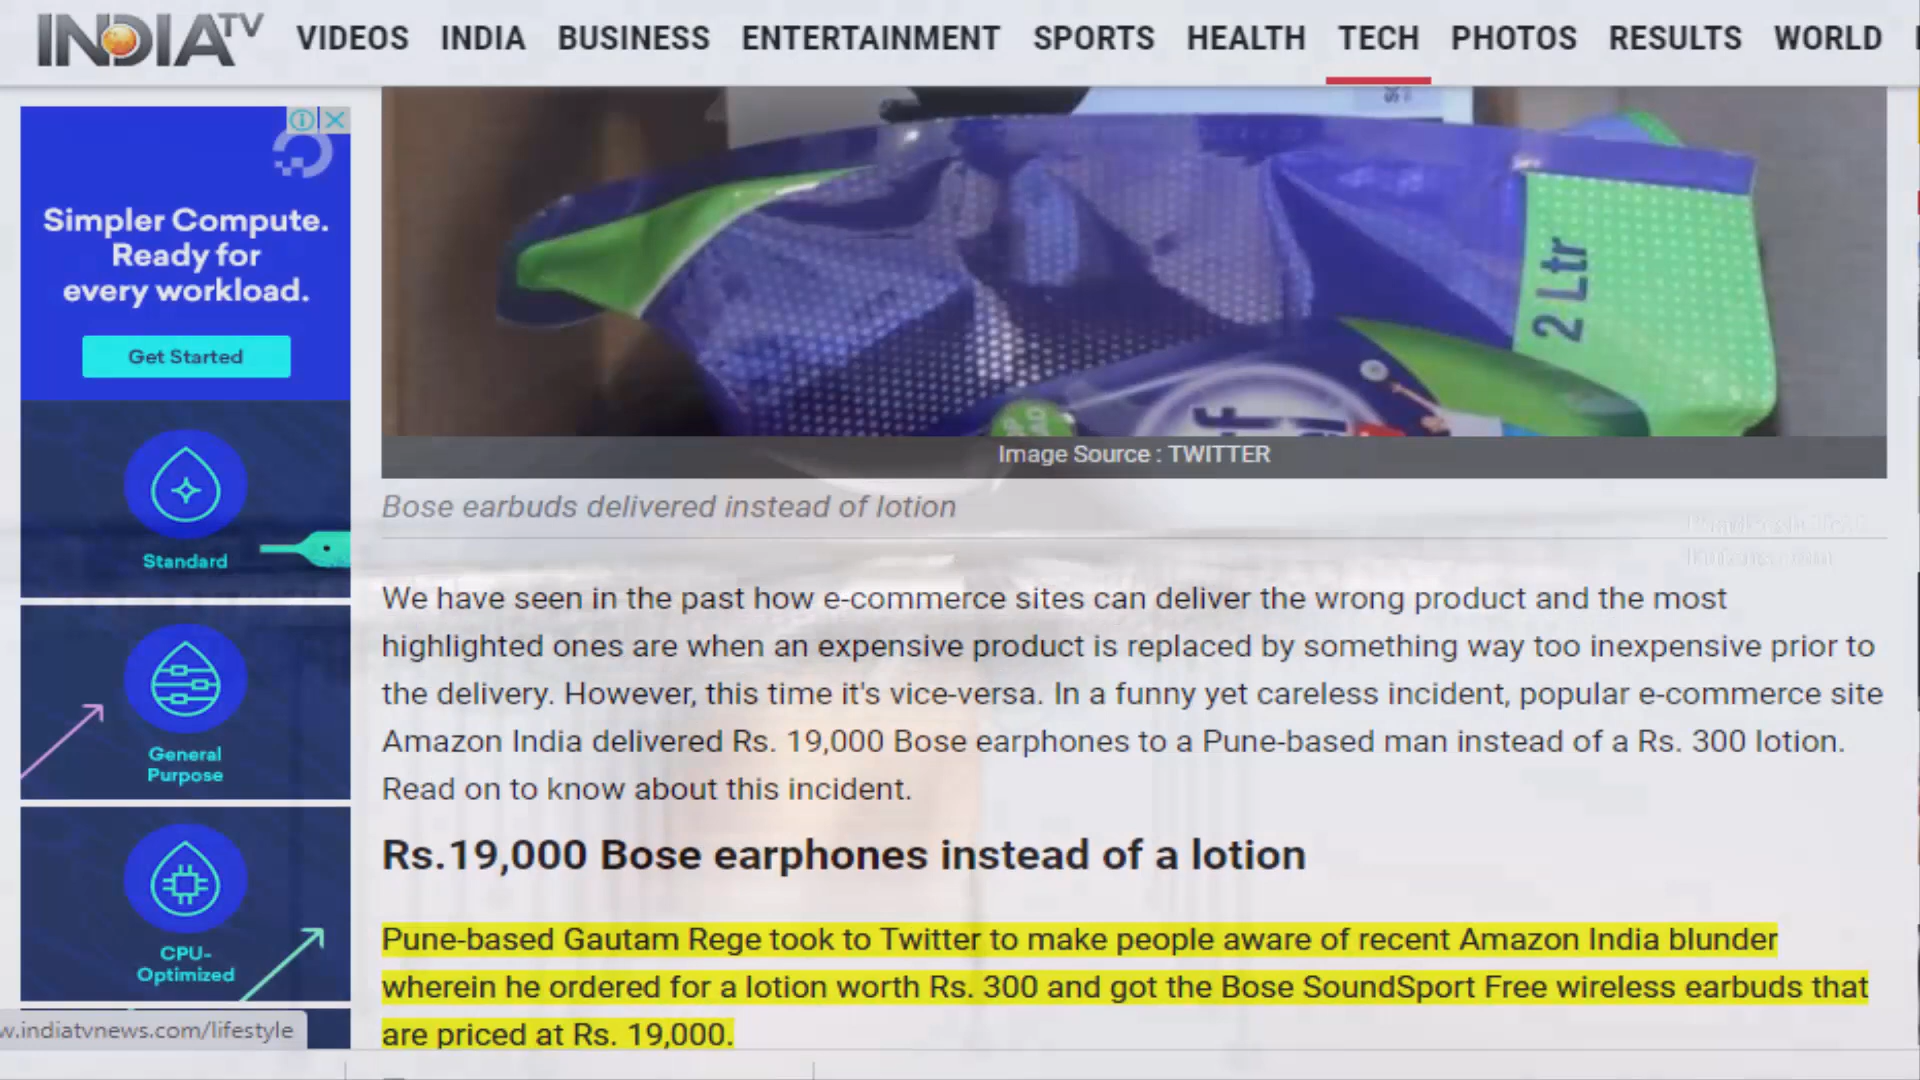 INDIA TV VIDEOS INDIA BUSINESS ENTERTAINMENT SPORTS HEALTH TECH PHOTOS RESULTS WORLD
Simpler Compute.
Ready for
every workload.
Get Started
Standard
General
Purpose
CPU-
Optimized
2 Ltr
Image Source : TWITTER
Bose earbuds delivered instead of lotion
We have seen in the past how e-commerce sites can deliver the wrong product and the most
highlighted ones are when an expensive product is replaced by something way too inexpensive prior to
the delivery. However, this time it's vice-versa. In a funny yet careless incident, popular e-commerce site
Amazon India delivered Rs. 19,000 Bose earphones to a Pune-based man instead of a Rs. 300 lotion.
Read on to know about this incident.
Rs.19,000 Bose earphones instead of a lotion
Pune-based Gautam Rege took to Twitter to make people aware of recent Amazon India blunder
wherein he ordered for a lotion worth Rs. 300 and got the Bose SoundSport Free wireless earbuds that
are priced at Rs. 19,000.
w.indiatvnews.com/lifestyle